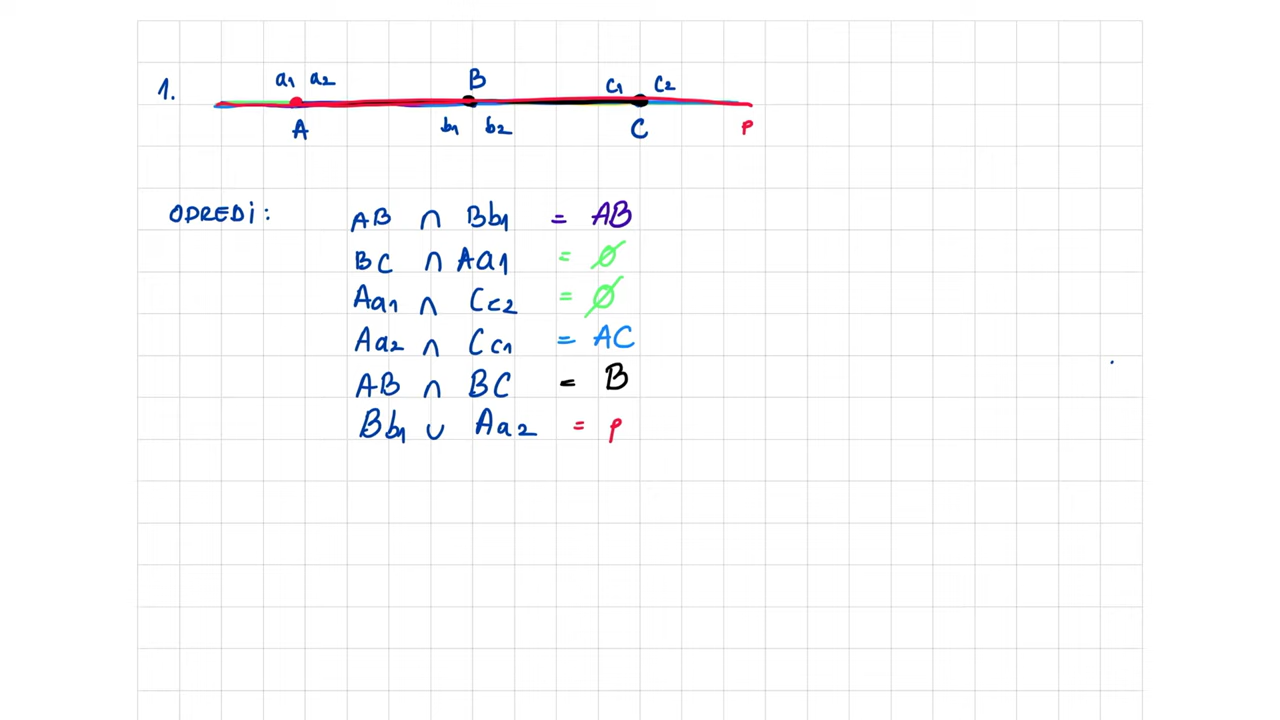 1.
a1 a2 B c1 c2
A b1 b2 C p
ODREDi:
AB ∩ Bb1 = AB
BC ∩ Aa1 = ∅
Aa1 ∩ Cc2 = ∅
Aa2 ∩ Cc1 = AC
AB ∩ BC = B
Bb1 ∪ Aa2 = p